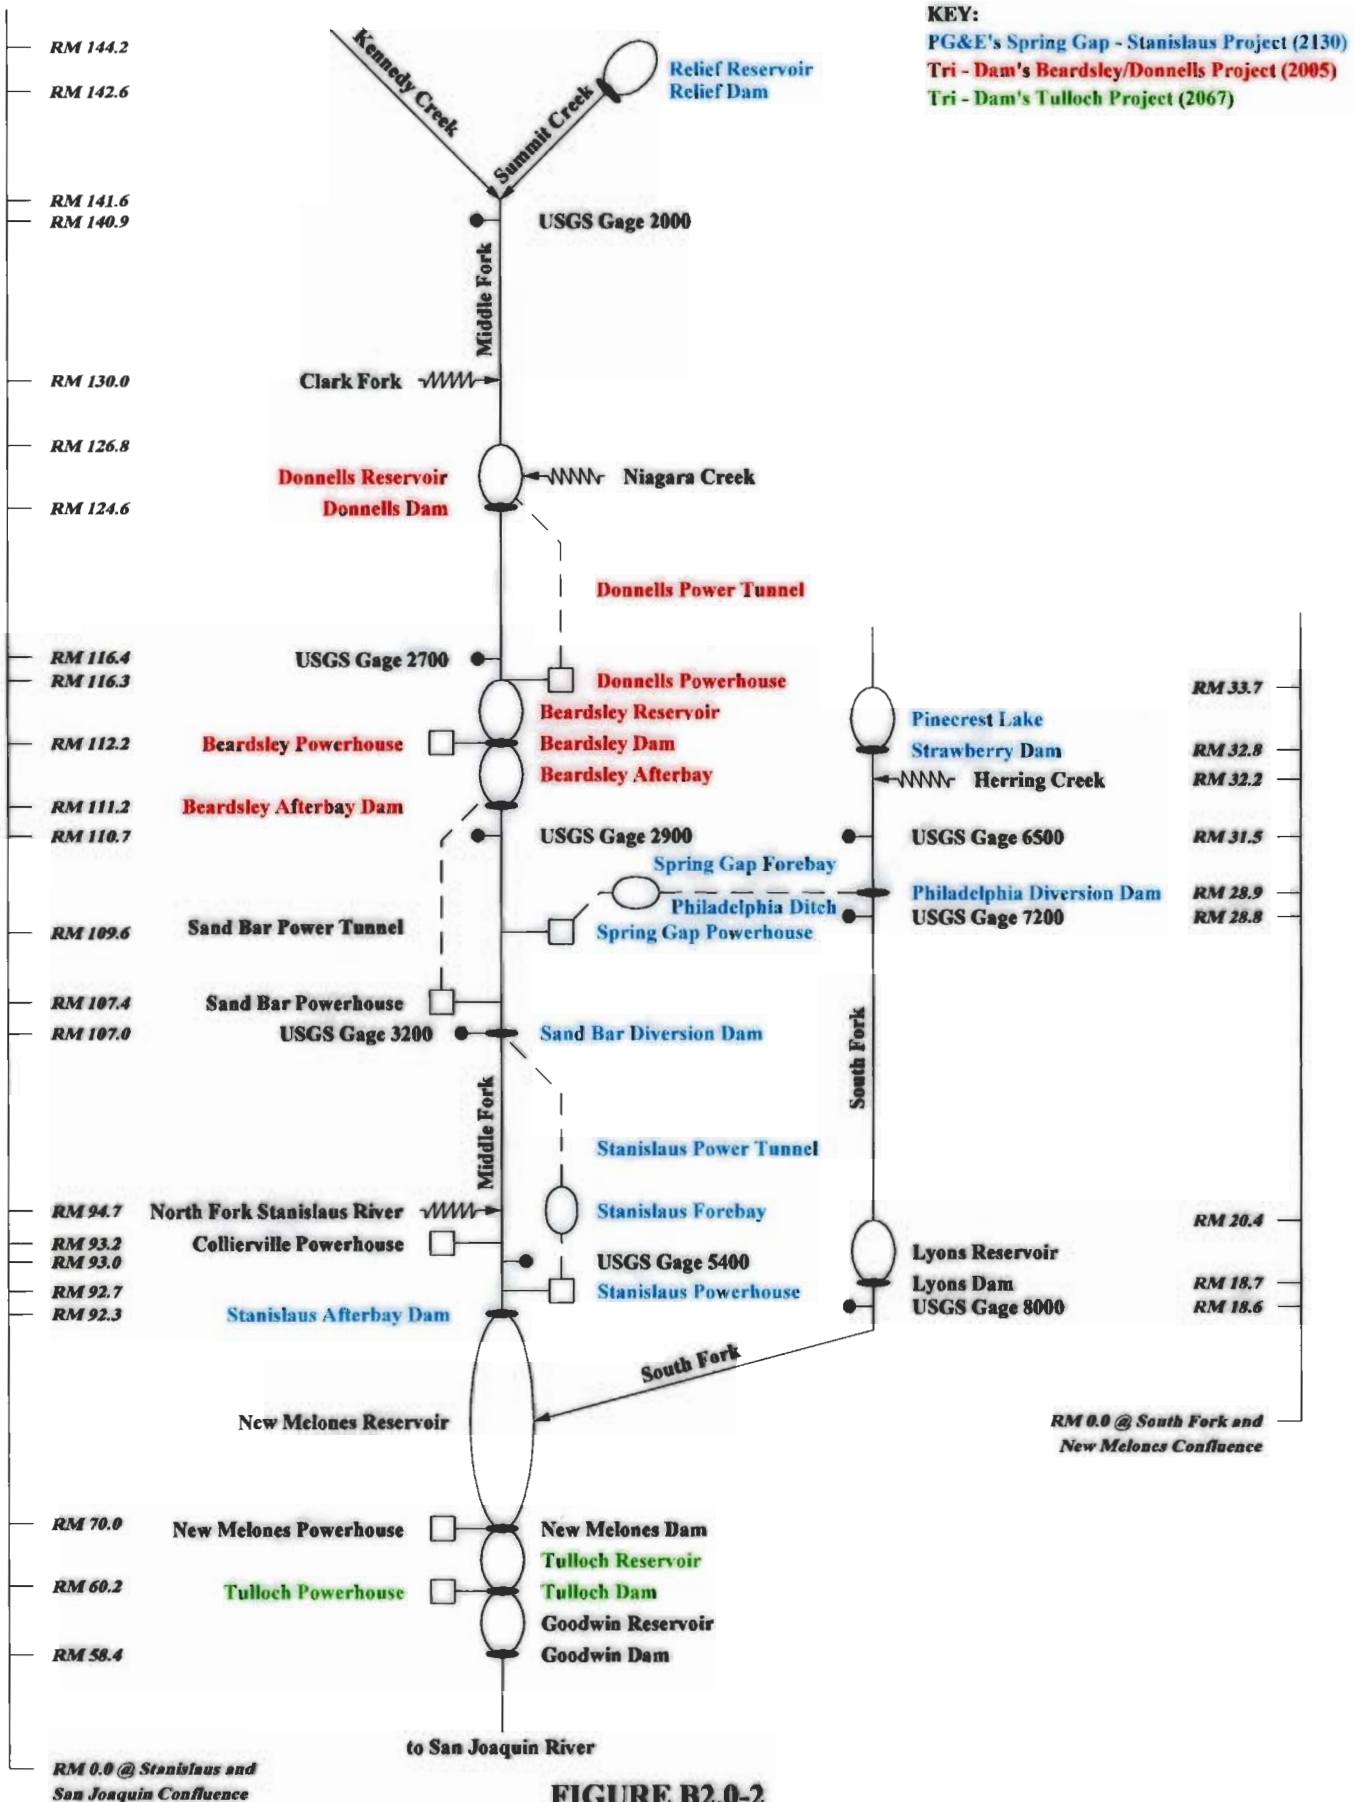 KEY:
PG&E's Spring Gap - Stanislaus Project (2130)
Tri - Dam's Beardsley/Donnells Project (2005)
Tri - Dam's Tulloch Project (2067)
RM 144.2
Kennedy Creek
Relief Reservoir
RM 142.6
Relief Dam
Summit Creek
RM 141.6
RM 140.9
USGS Gage 2000
Middle Fork
RM 130.0
Clark Fork
RM 126.8
Donnells Reservoir
Niagara Creek
RM 124.6
Donnells Dam
Donnells Power Tunnel
RM 116.4
USGS Gage 2700
RM 116.3
Donnells Powerhouse
RM 33.7
Beardsley Reservoir
Pinecrest Lake
RM 112.2
Beardsley Powerhouse
Beardsley Dam
Strawberry Dam
RM 32.8
Beardsley Afterbay
Herring Creek
RM 32.2
RM 111.2
Beardsley Afterbay Dam
RM 110.7
USGS Gage 2900
USGS Gage 6500
RM 31.5
Spring Gap Forebay
Philadelphia Diversion Dam
RM 28.9
Philadelphia Ditch
USGS Gage 7200
RM 28.8
RM 109.6
Sand Bar Power Tunnel
Spring Gap Powerhouse
RM 107.4
Sand Bar Powerhouse
RM 107.0
USGS Gage 3200
Sand Bar Diversion Dam
South Fork
Middle Fork
Stanislaus Power Tunnel
RM 94.7
North Fork Stanislaus River
Stanislaus Forebay
RM 20.4
RM 93.2
Collierville Powerhouse
Lyons Reservoir
RM 93.0
USGS Gage 5400
RM 92.7
Stanislaus Powerhouse
Lyons Dam
RM 18.7
RM 92.3
Stanislaus Afterbay Dam
USGS Gage 8000
RM 18.6
South Fork
New Melones Reservoir
RM 0.0 @ South Fork and
New Melones Confluence
RM 70.0
New Melones Powerhouse
New Melones Dam
Tulloch Reservoir
RM 60.2
Tulloch Powerhouse
Tulloch Dam
Goodwin Reservoir
RM 58.4
Goodwin Dam
to San Joaquin River
RM 0.0 @ Stanislaus and
San Joaquin Confluence
FIGURE B2.0-2